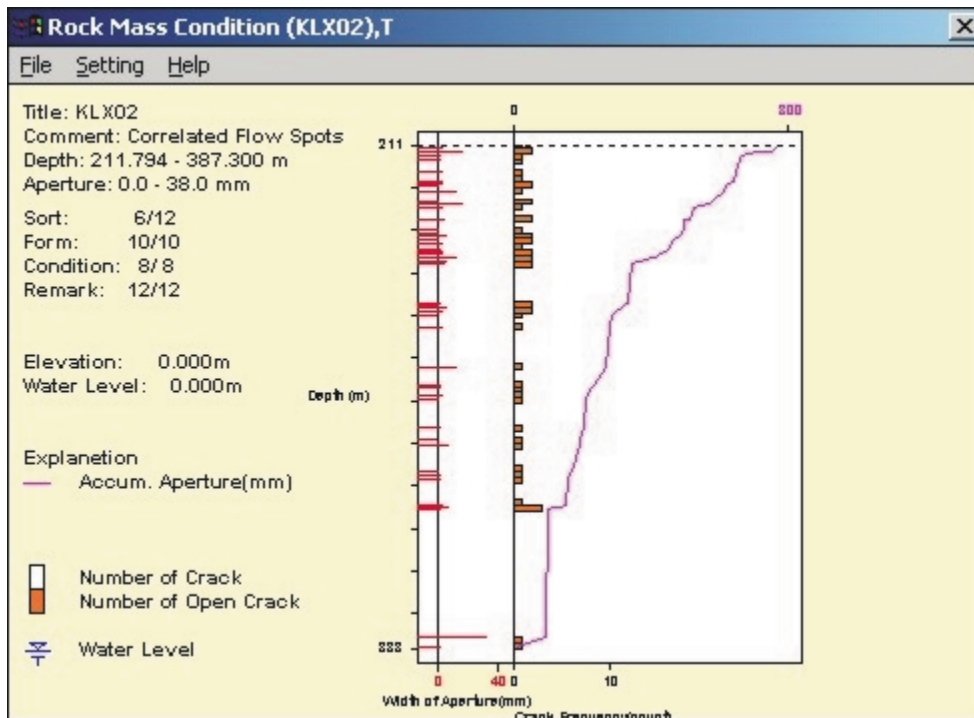 Rock Mass Condition (KLX02),T
File Setting Help
Title: KLX02
Comment: Correlated Flow Spots
Depth: 211.794 - 387.300 m
Aperture: 0.0 - 38.0 mm
Sort: 6/12
Form: 10/10
Condition: 8/8
Remark: 12/12
Elevation: 0.000m
Water Level: 0.000m
Explanetion
Accum. Aperture(mm)
Number of Crack
Number of Open Crack
Water Level
0
211
Depth (m)
0 40 0 10
Width of Aperture(mm)